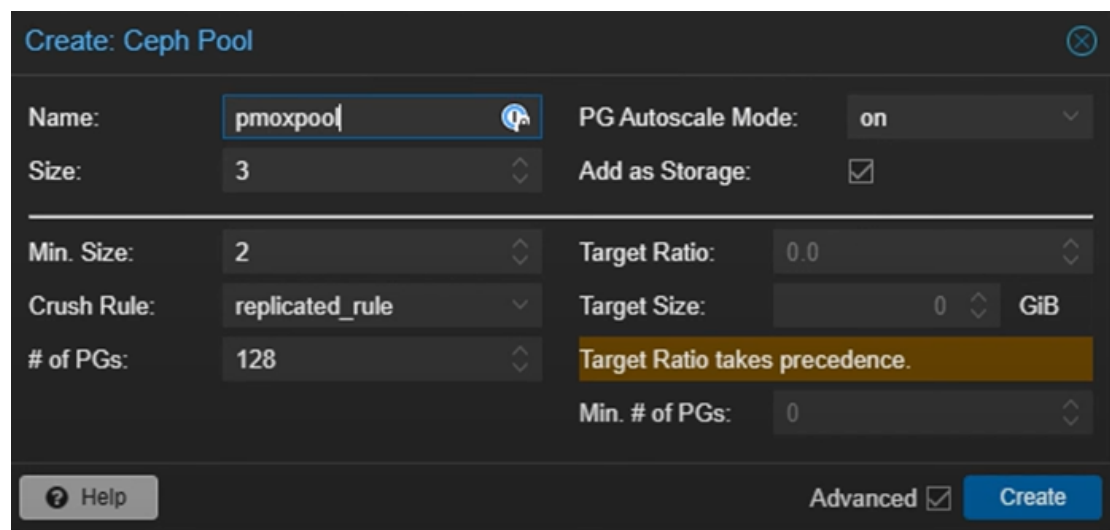 Create: Ceph Pool
Name: pmoxpool PG Autoscale Mode: on
Size: 3 Add as Storage:
Min. Size: 2 Target Ratio: 0.0
Crush Rule: replicated_rule Target Size: 0 GiB
# of PGs: 128 Target Ratio takes precedence.
Min. # of PGs: 0
Help Advanced Create